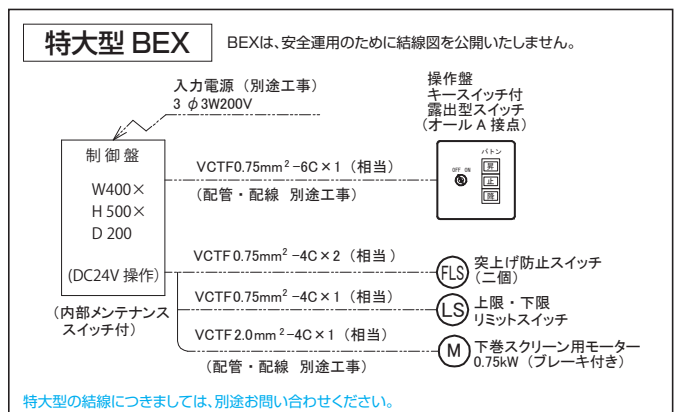 特大型 BEX
BEXは、安全運用のために結線図を公開いたしません。
入力電源（別途工事）
3 φ3W200V
操作盤
キースイッチ付
露出型スイッチ
（オール A 接点）
制 御 盤
W400×
H 500×
D 200
(DC24V 操作)
（内部メンテナンス
スイッチ付）
VCTF0.75mm²-6C×1（相当）
（配管・配線 別途工事）
バトン
OFF ON
昇
止
降
VCTF0.75mm²-4C×2（相当）
FLS
突上げ防止スイッチ
（二個）
VCTF0.75mm²-4C×1（相当）
LS
上限・下限
リミットスイッチ
VCTF2.0mm²-4C×1（相当）
（配管・配線 別途工事）
M
下巻スクリーン用モーター
0.75kW（ブレーキ付き）
特大型の結線につきましては、別途お問い合わせください。